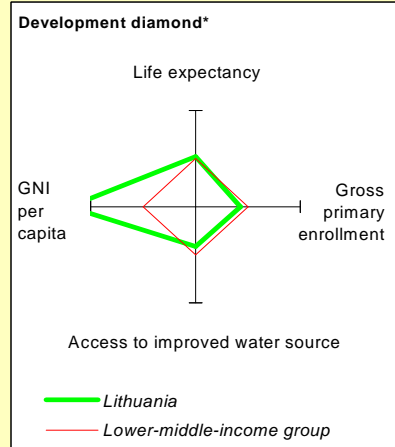 Development diamond*
Life expectancy
GNI
per
capita
Gross
primary
enrollment
Access to improved water source
Lithuania
Lower-middle-income group